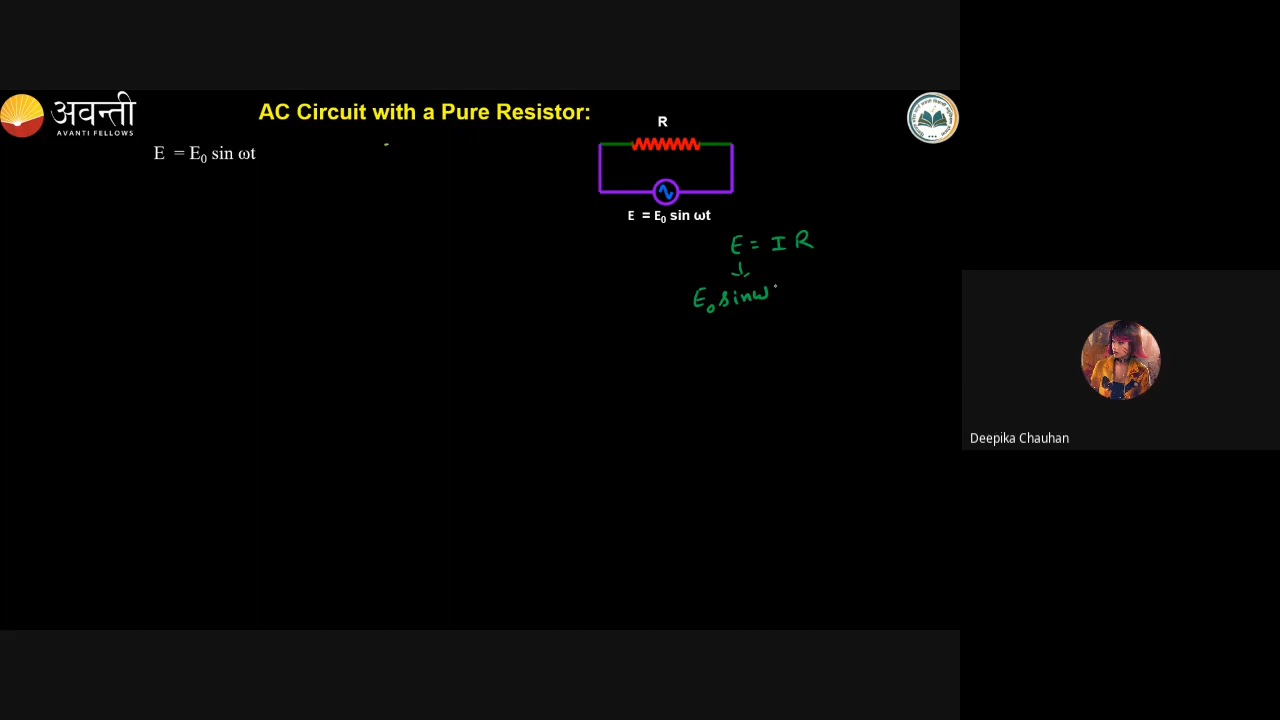 अवन्ती
AVANTI FELLOWS
AC Circuit with a Pure Resistor:
E = E₀ sin ωt
R
E = E₀ sin ωt
E = I R
E₀ sinω
Deepika Chauhan